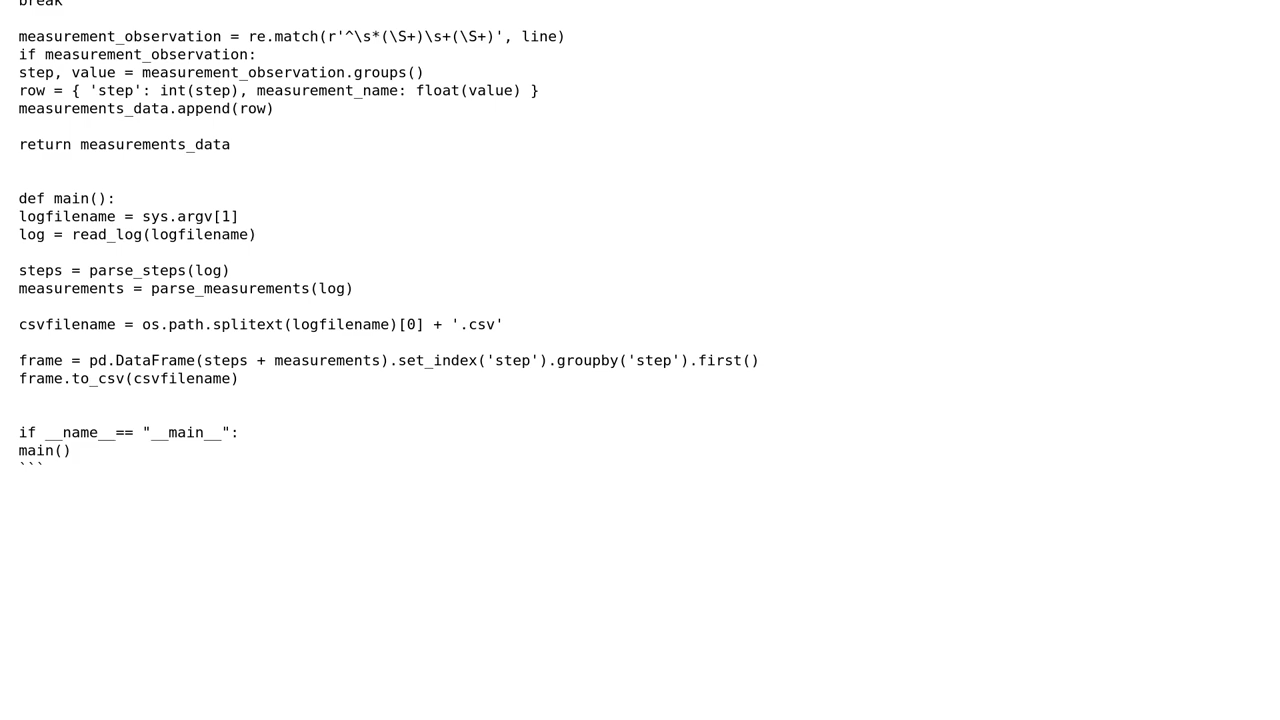 break

measurement_observation = re.match(r'^\s*(\S+)\s+(\S+)', line)
if measurement_observation:
step, value = measurement_observation.groups()
row = { 'step': int(step), measurement_name: float(value) }
measurements_data.append(row)

return measurements_data


def main():
logfilename = sys.argv[1]
log = read_log(logfilename)

steps = parse_steps(log)
measurements = parse_measurements(log)

csvfilename = os.path.splitext(logfilename)[0] + '.csv'

frame = pd.DataFrame(steps + measurements).set_index('step').groupby('step').first()
frame.to_csv(csvfilename)


if __name__== "__main__":
main()
```